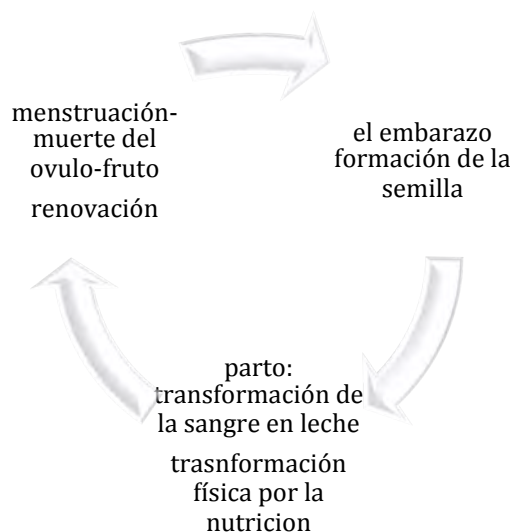 menstruación-
muerte del
ovulo-fruto
renovación
el embarazo
formación de la
semilla
parto:
transformación de
la sangre en leche
trasnformación
física por la
nutricion